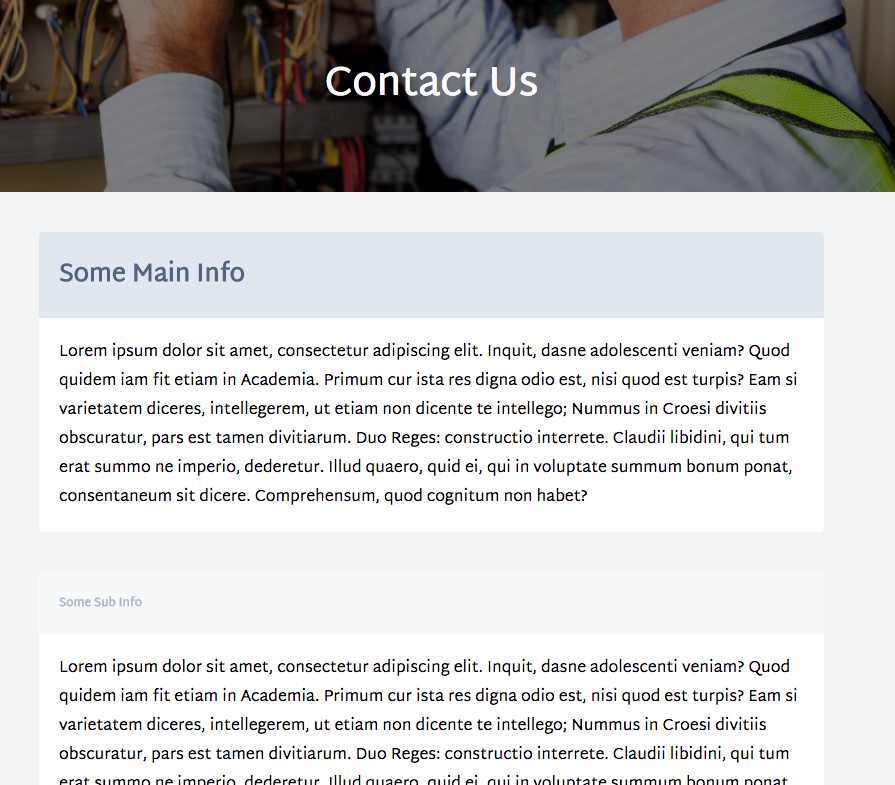 Contact Us
Some Main Info
Lorem ipsum dolor sit amet, consectetur adipiscing elit. Inquit, dasne adolescenti veniam? Quod
quidem iam fit etiam in Academia. Primum cur ista res digna odio est, nisi quod est turpis? Eam si
varietatem diceres, intellegerem, ut etiam non dicente te intellego; Nummus in Croesi divitiis
obscuratur, pars est tamen divitiarum. Duo Reges: constructio interrete. Claudii libidini, qui tum
erat summo ne imperio, dederetur. Illud quaero, quid ei, qui in voluptate summum bonum ponat,
consentaneum sit dicere. Comprehensum, quod cognitum non habet?
Some Sub Info
Lorem ipsum dolor sit amet, consectetur adipiscing elit. Inquit, dasne adolescenti veniam? Quod
quidem iam fit etiam in Academia. Primum cur ista res digna odio est, nisi quod est turpis? Eam si
varietatem diceres, intellegerem, ut etiam non dicente te intellego; Nummus in Croesi divitiis
obscuratur, pars est tamen divitiarum. Duo Reges: constructio interrete. Claudii libidini, qui tum
erat summo ne imperio, dederetur. Illud quaero, quid ei, qui in voluptate summum bonum ponat,